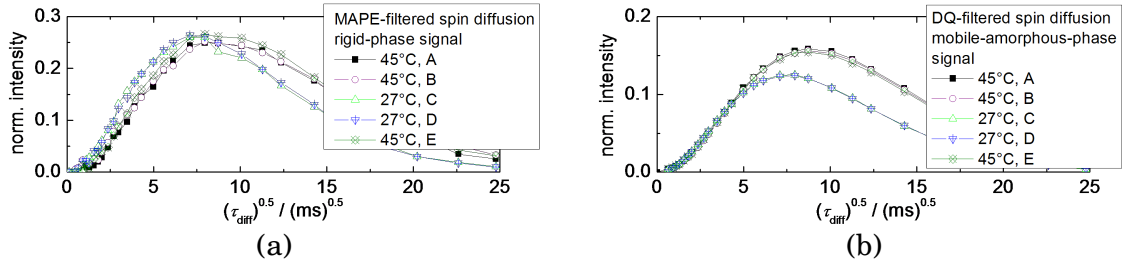 MAPE-filtered spin diffusion
rigid-phase signal
45°C, A
45°C, B
27°C, C
27°C, D
45°C, E
norm. intensity
0.3
0.2
0.1
0.0
0 5 10 15 20 25
(τdiff)^0.5 / (ms)^0.5
(a)
DQ-filtered spin diffusion
mobile-amorphous-phase
signal
45°C, A
45°C, B
27°C, C
27°C, D
45°C, E
norm. intensity
0.2
0.1
0.0
0 5 10 15 20 25
(τdiff)^0.5 / (ms)^0.5
(b)